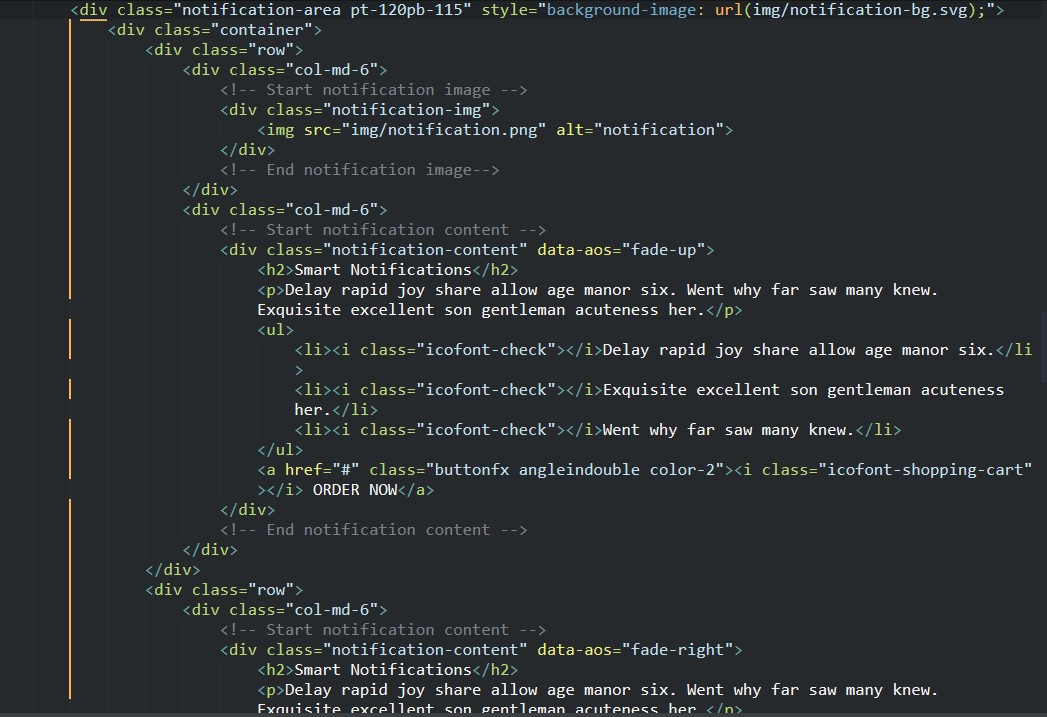 <div class="notification-area pt-120pb-115" style="background-image: url(img/notification-bg.svg);">
<div class="container">
<div class="row">
<div class="col-md-6">
<!-- Start notification image -->
<div class="notification-img">
<img src="img/notification.png" alt="notification">
</div>
<!-- End notification image-->
</div>
<div class="col-md-6">
<!-- Start notification content -->
<div class="notification-content" data-aos="fade-up">
<h2>Smart Notifications</h2>
<p>Delay rapid joy share allow age manor six. Went why far saw many knew.
Exquisite excellent son gentleman acuteness her.</p>
<ul>
<li><i class="icofont-check"></i>Delay rapid joy share allow age manor six.</li
>
<li><i class="icofont-check"></i>Exquisite excellent son gentleman acuteness
her.</li>
<li><i class="icofont-check"></i>Went why far saw many knew.</li>
</ul>
<a href="#" class="buttonfx angleindouble color-2"><i class="icofont-shopping-cart"
></i> ORDER NOW</a>
</div>
<!-- End notification content -->
</div>
</div>
<div class="row">
<div class="col-md-6">
<!-- Start notification content -->
<div class="notification-content" data-aos="fade-right">
<h2>Smart Notifications</h2>
<p>Delay rapid joy share allow age manor six. Went why far saw many knew.
Exquisite excellent son gentleman acuteness her.</p>